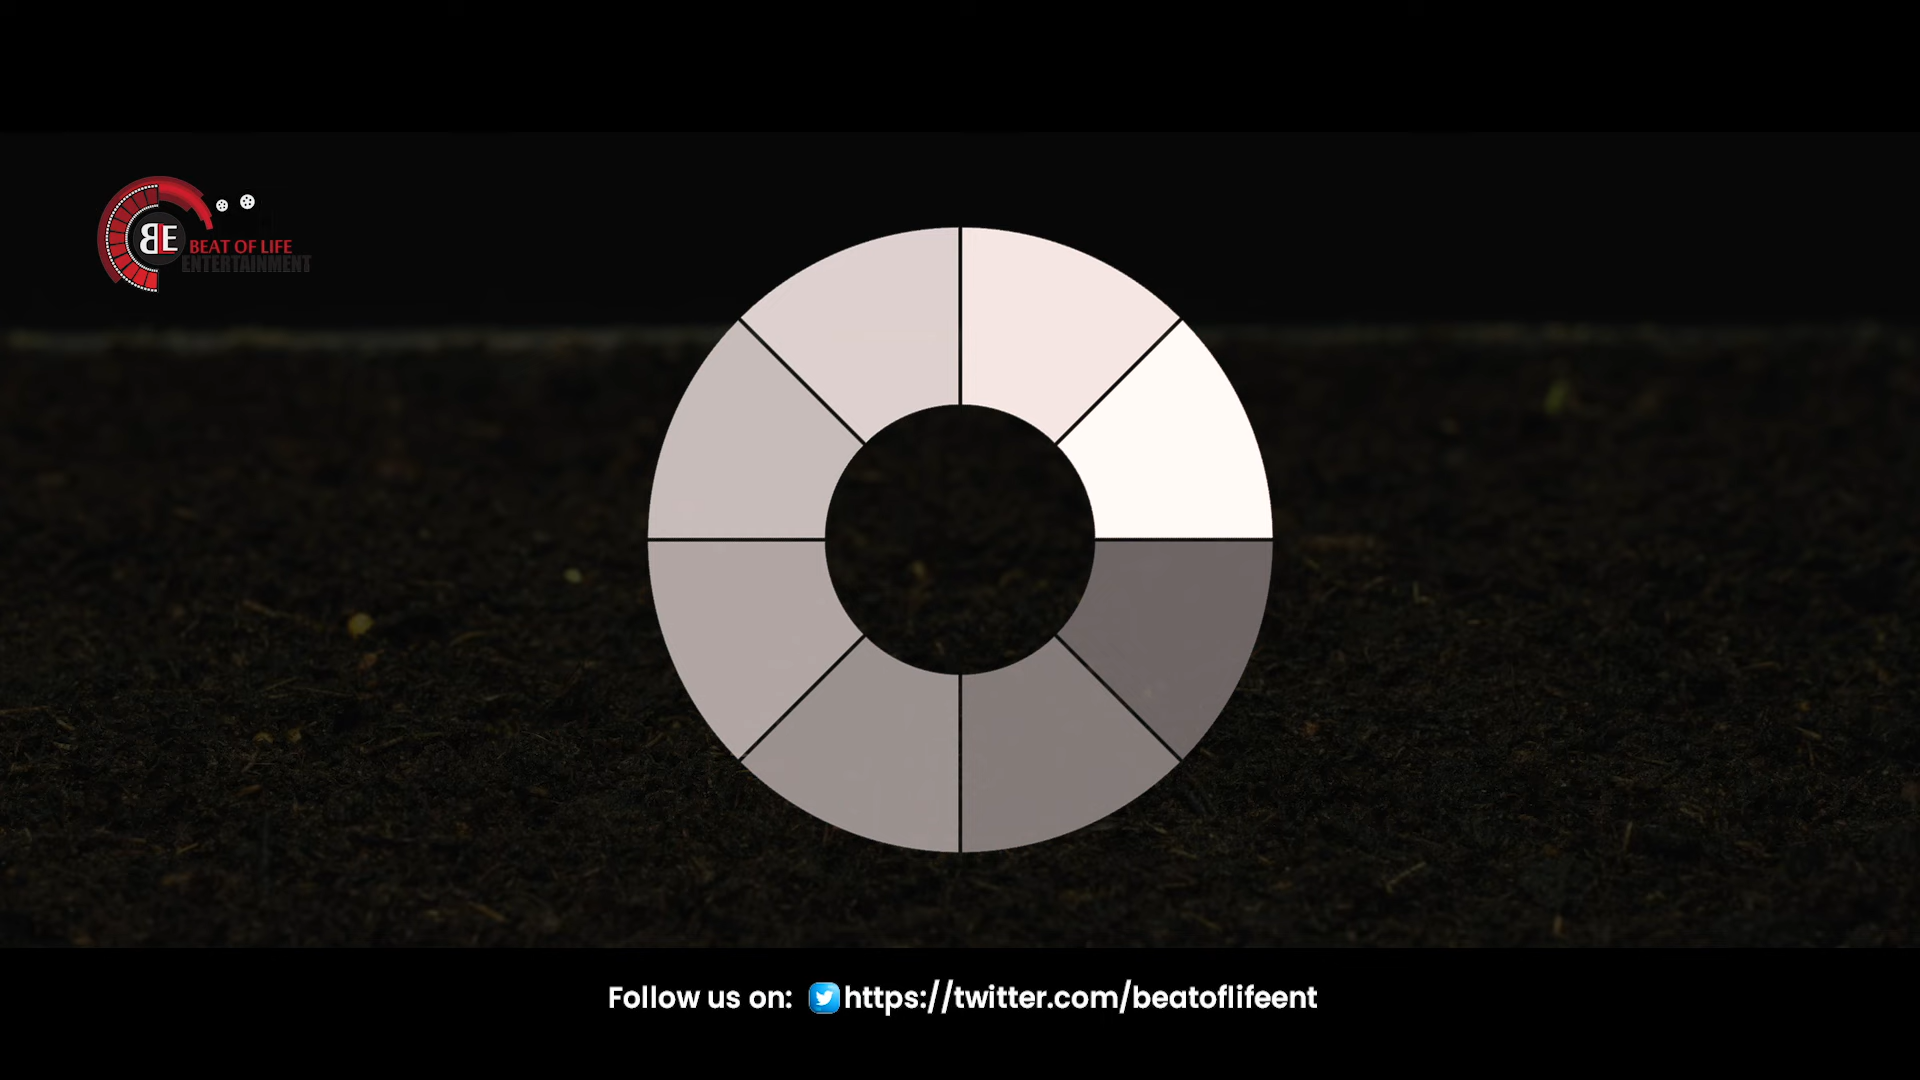 BE
BEAT OF LIFE
ENTERTAINMENT
Follow us on: https://twitter.com/beatoflifeent